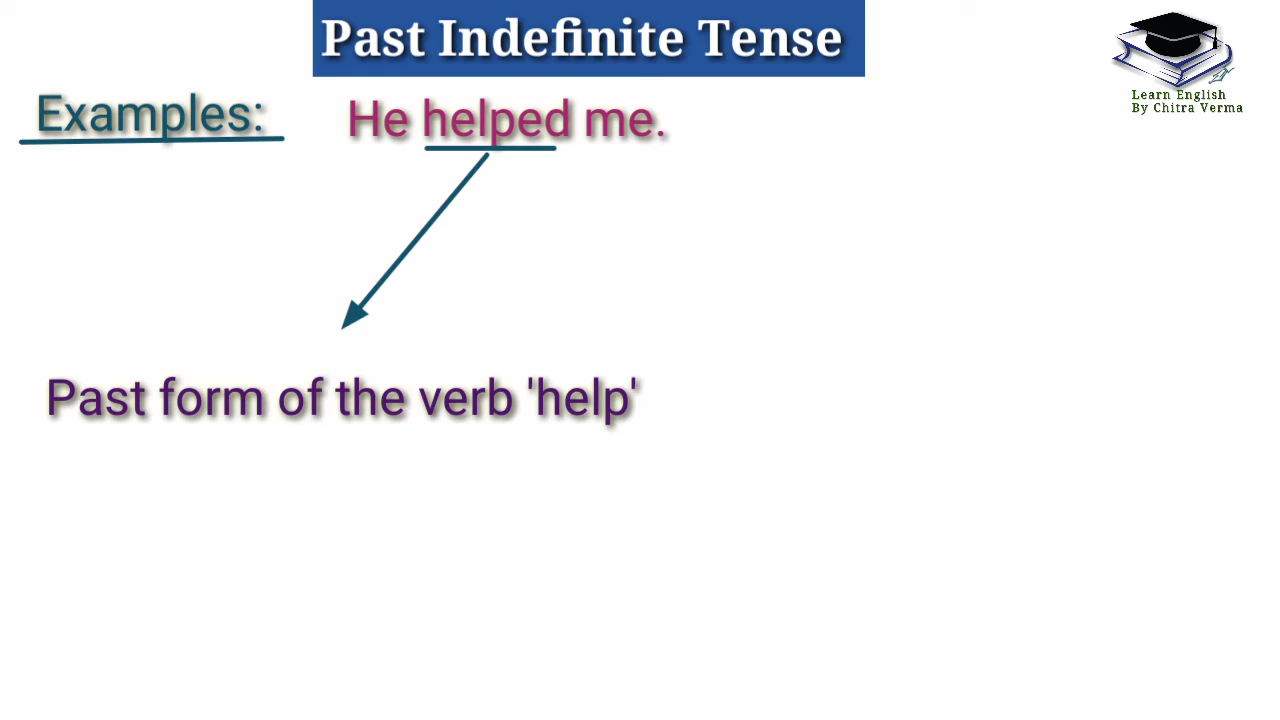 Past Indefinite Tense
Learn English
By Chitra Verma
Examples: He helped me.
Past form of the verb 'help'